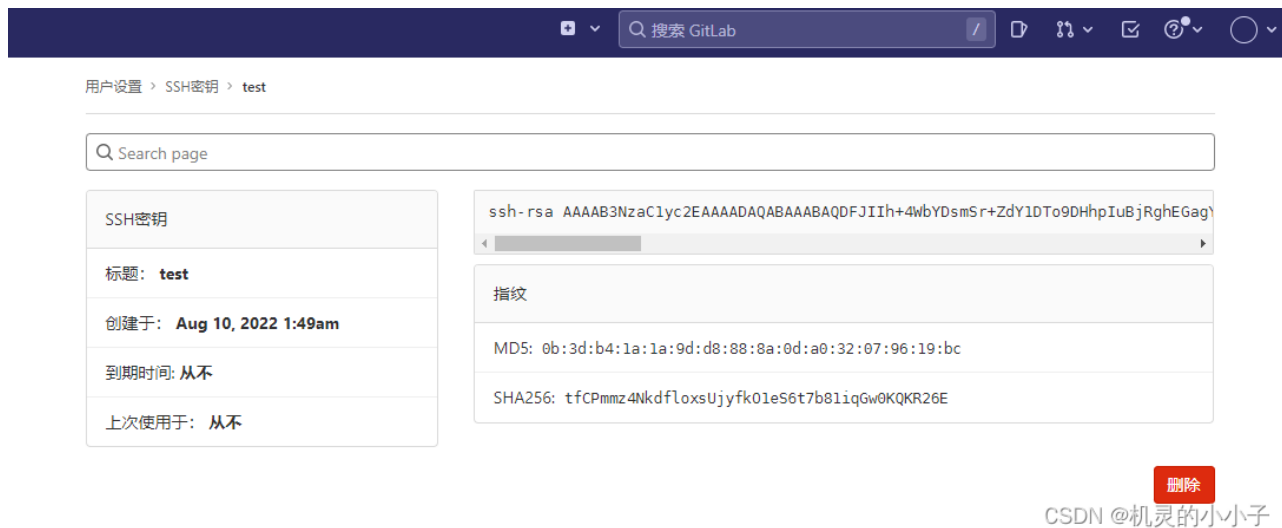 搜索 GitLab /
用户设置 > SSH密钥 > test
Search page
SSH密钥
标题： test
创建于： Aug 10, 2022 1:49am
到期时间: 从不
上次使用于： 从不
ssh-rsa AAAAB3NzaC1yc2EAAAADAQABAAABAQDFJIIh+4WbYDsmSr+ZdY1DTo9DHhpIuBjRghEGagY
指纹
MD5: 0b:3d:b4:1a:1a:9d:d8:88:8a:0d:a0:32:07:96:19:bc
SHA256: tfCPmmz4NkdfloxsUjyfkO1eS6t7b81iqGw0KQKR26E
删除
CSDN @机灵的小小子